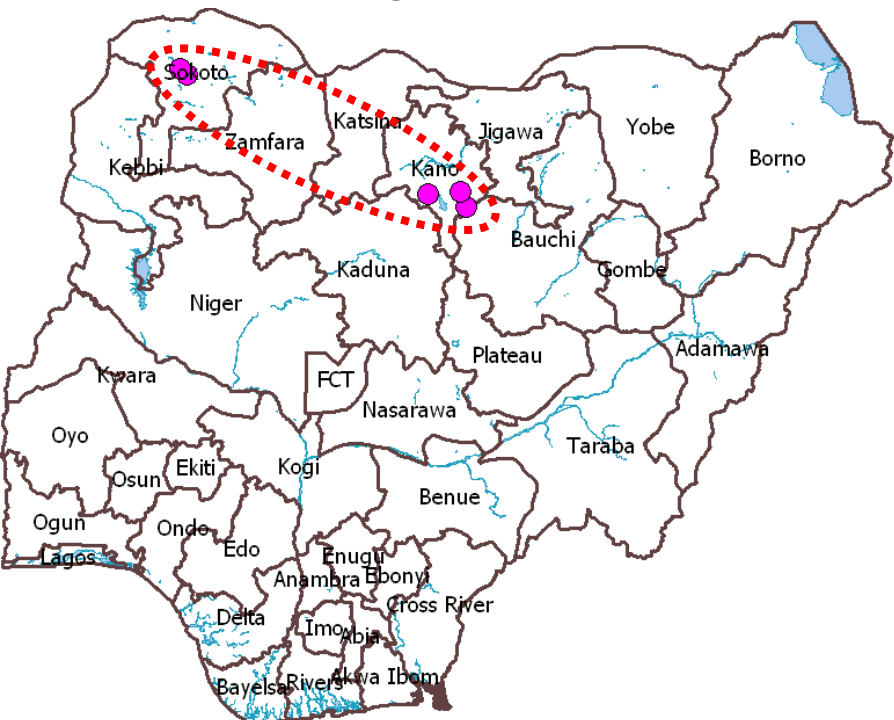 Sokoto
Katsina
Jigawa
Yobe
Borno
Zamfara
Kebbi
Kano
Bauchi
Gombe
Kaduna
Niger
Plateau
Adamawa
Kwara
FCT
Nasarawa
Oyo
Taraba
Osun
Ekiti
Kogi
Benue
Ogun
Ondo
Edo
Lagos
Enugu
Anambra
Ebonyi
Cross River
Delta
Imo
Abia
Bayelsa
Rivers
Akwa Ibom